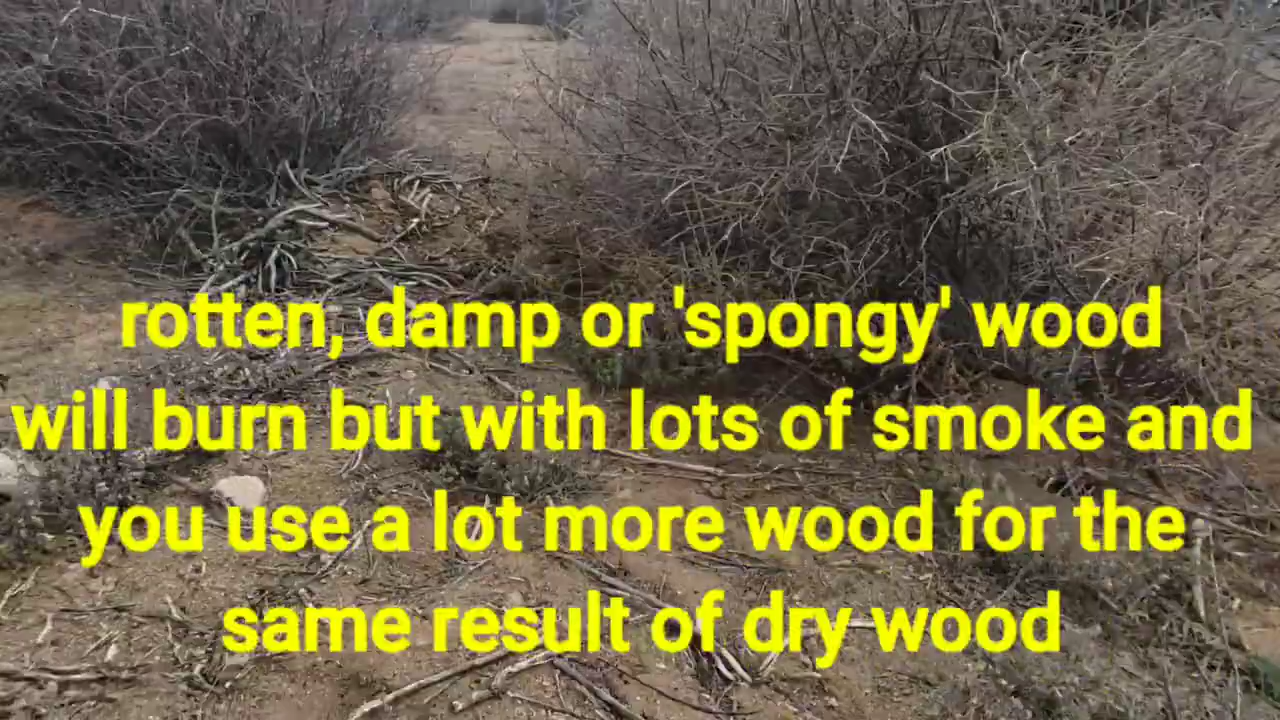 rotten, damp or 'spongy' wood
will burn but with lots of smoke and
you use a lot more wood for the
same result of dry wood